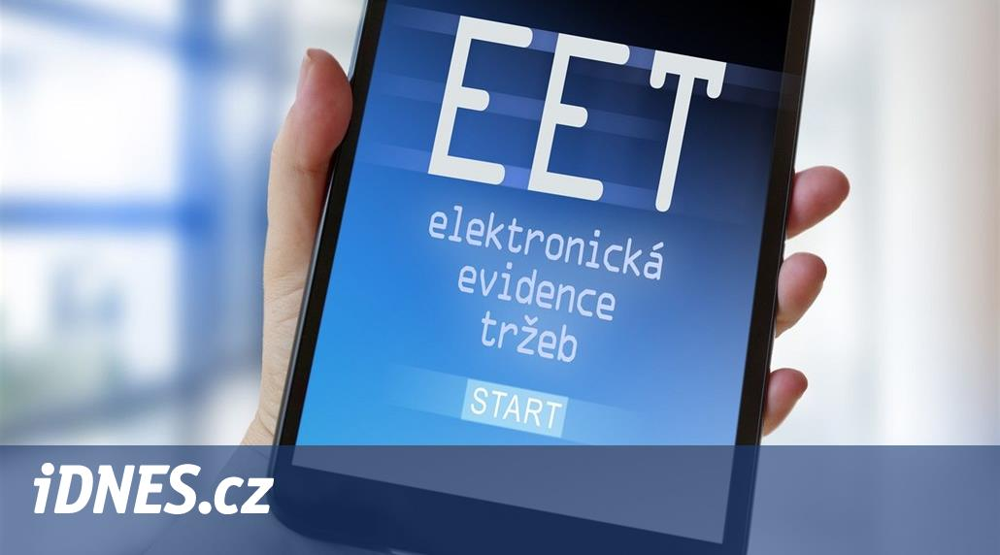 EET
elektronická
evidence
tržeb
START
iDNES.cz